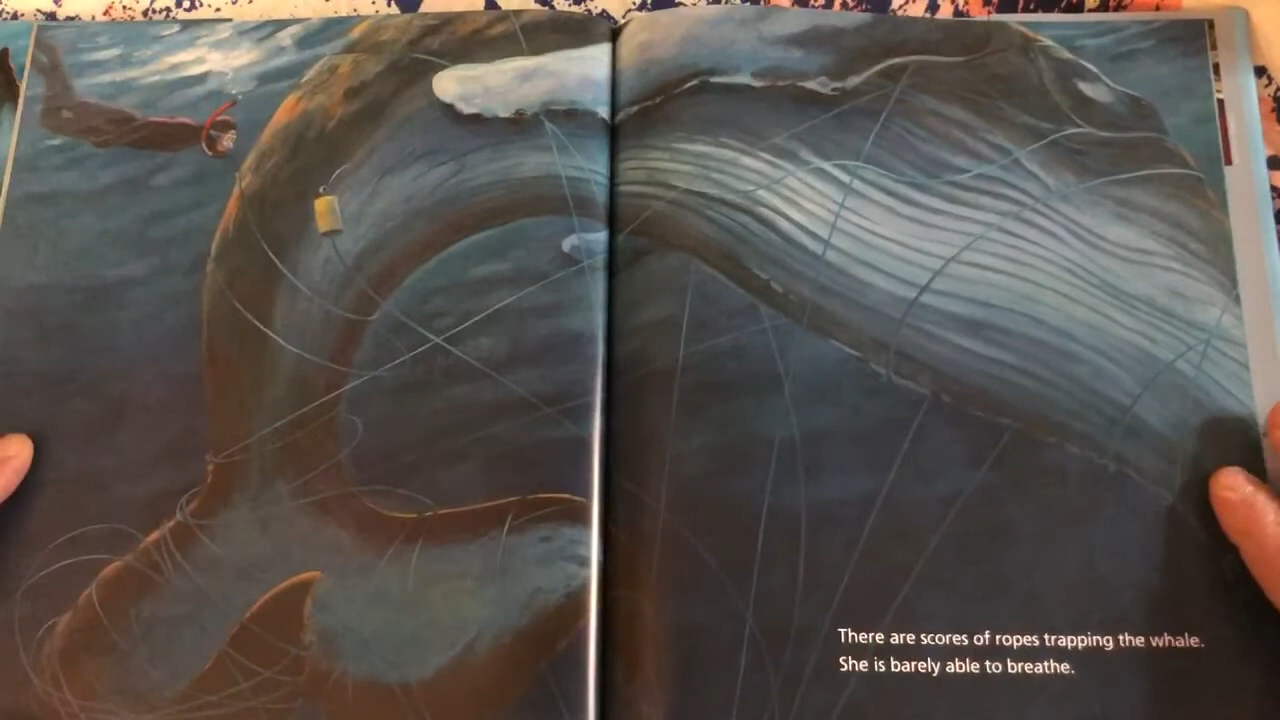 There are scores of ropes trapping the whale.
She is barely able to breathe.